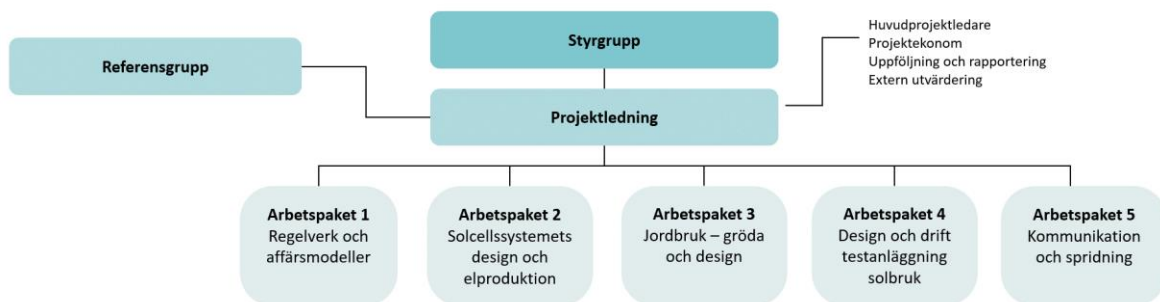 Styrgrupp
Huvudprojektledare
Projektekonom
Uppföljning och rapportering
Extern utvärdering
Referensgrupp
Projektledning
Arbetspaket 1
Regelverk och
affärsmodeller
Arbetspaket 2
Solcellssystemets
design och
elproduktion
Arbetspaket 3
Jordbruk – gröda
och design
Arbetspaket 4
Design och drift
testanläggning
solbruk
Arbetspaket 5
Kommunikation
och spridning